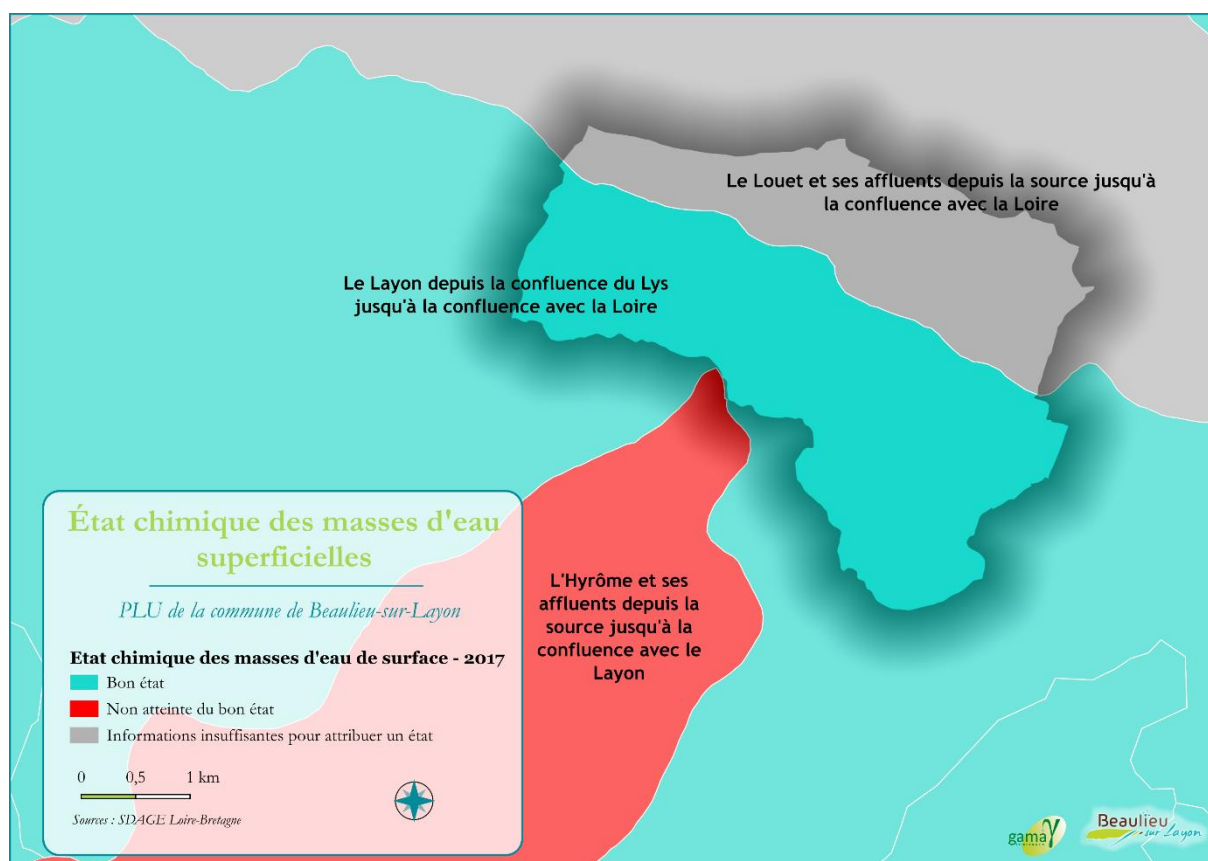 Le Louet et ses affluents depuis la source jusqu'à
la confluence avec la Loire
Le Layon depuis la confluence du Lys
jusqu'à la confluence avec la Loire
L'Hyrôme et ses
affluents depuis la
source jusqu'à la
confluence avec le
Layon
État chimique des masses d'eau
superficielles
PLU de la commune de Beaulieu-sur-Layon
Etat chimique des masses d'eau de surface - 2017
Bon état
Non atteinte du bon état
Informations insuffisantes pour attribuer un état
0 0,5 1 km
Sources : SDAGE Loire-Bretagne
gama
Beaulieu
sur Layon